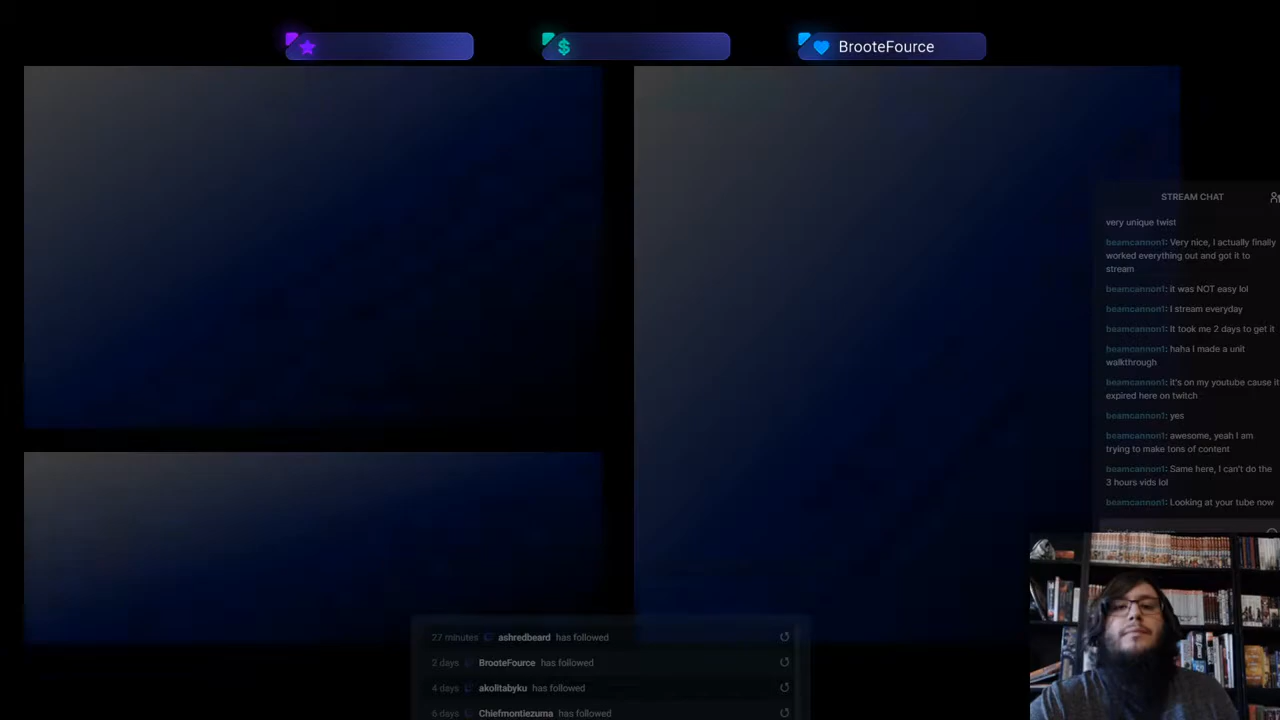 BrooteFource
STREAM CHAT
very unique twist
beamcannon1: Very nice, I actually finally
worked everything out and got it to
stream
beamcannon1: it was NOT easy lol
beamcannon1: I stream everyday
beamcannon1: It took me 2 days to get it
beamcannon1: haha I made a unit
walkthrough
beamcannon1: it's on my youtube cause it
expired here on twitch
beamcannon1: yes
beamcannon1: awesome, yeah I am
trying to make tons of content
beamcannon1: Same here, I can't do the
3 hours vids lol
beamcannon1: Looking at your tube now
27 minutes ashredbeard has followed
2 days BrooteFource has followed
4 days akolitabyku has followed
6 days Chiefmontiezuma has followed